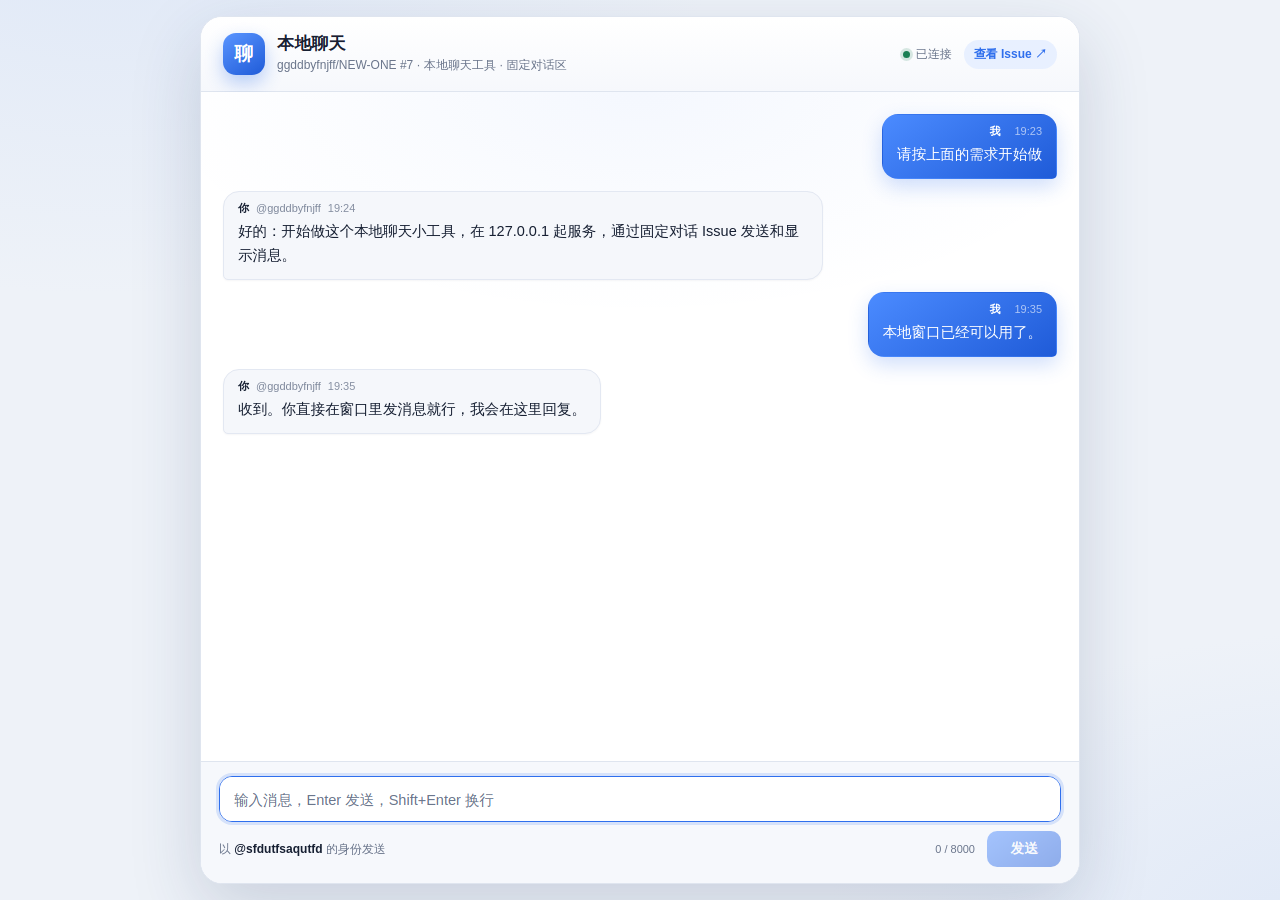 聊
本地聊天
ggddbyfnjff/NEW-ONE #7 · 本地聊天工具 · 固定对话区
已连接
查看 Issue ↗
我 19:23
请按上面的需求开始做
你 @ggddbyfnjff 19:24
好的：开始做这个本地聊天小工具，在 127.0.0.1 起服务，通过固定对话 Issue 发送和显
示消息。
我 19:35
本地窗口已经可以用了。
你 @ggddbyfnjff 19:35
收到。你直接在窗口里发消息就行，我会在这里回复。
输入消息，Enter 发送，Shift+Enter 换行
以 @sfdutfsaqutfd 的身份发送
0 / 8000
发送